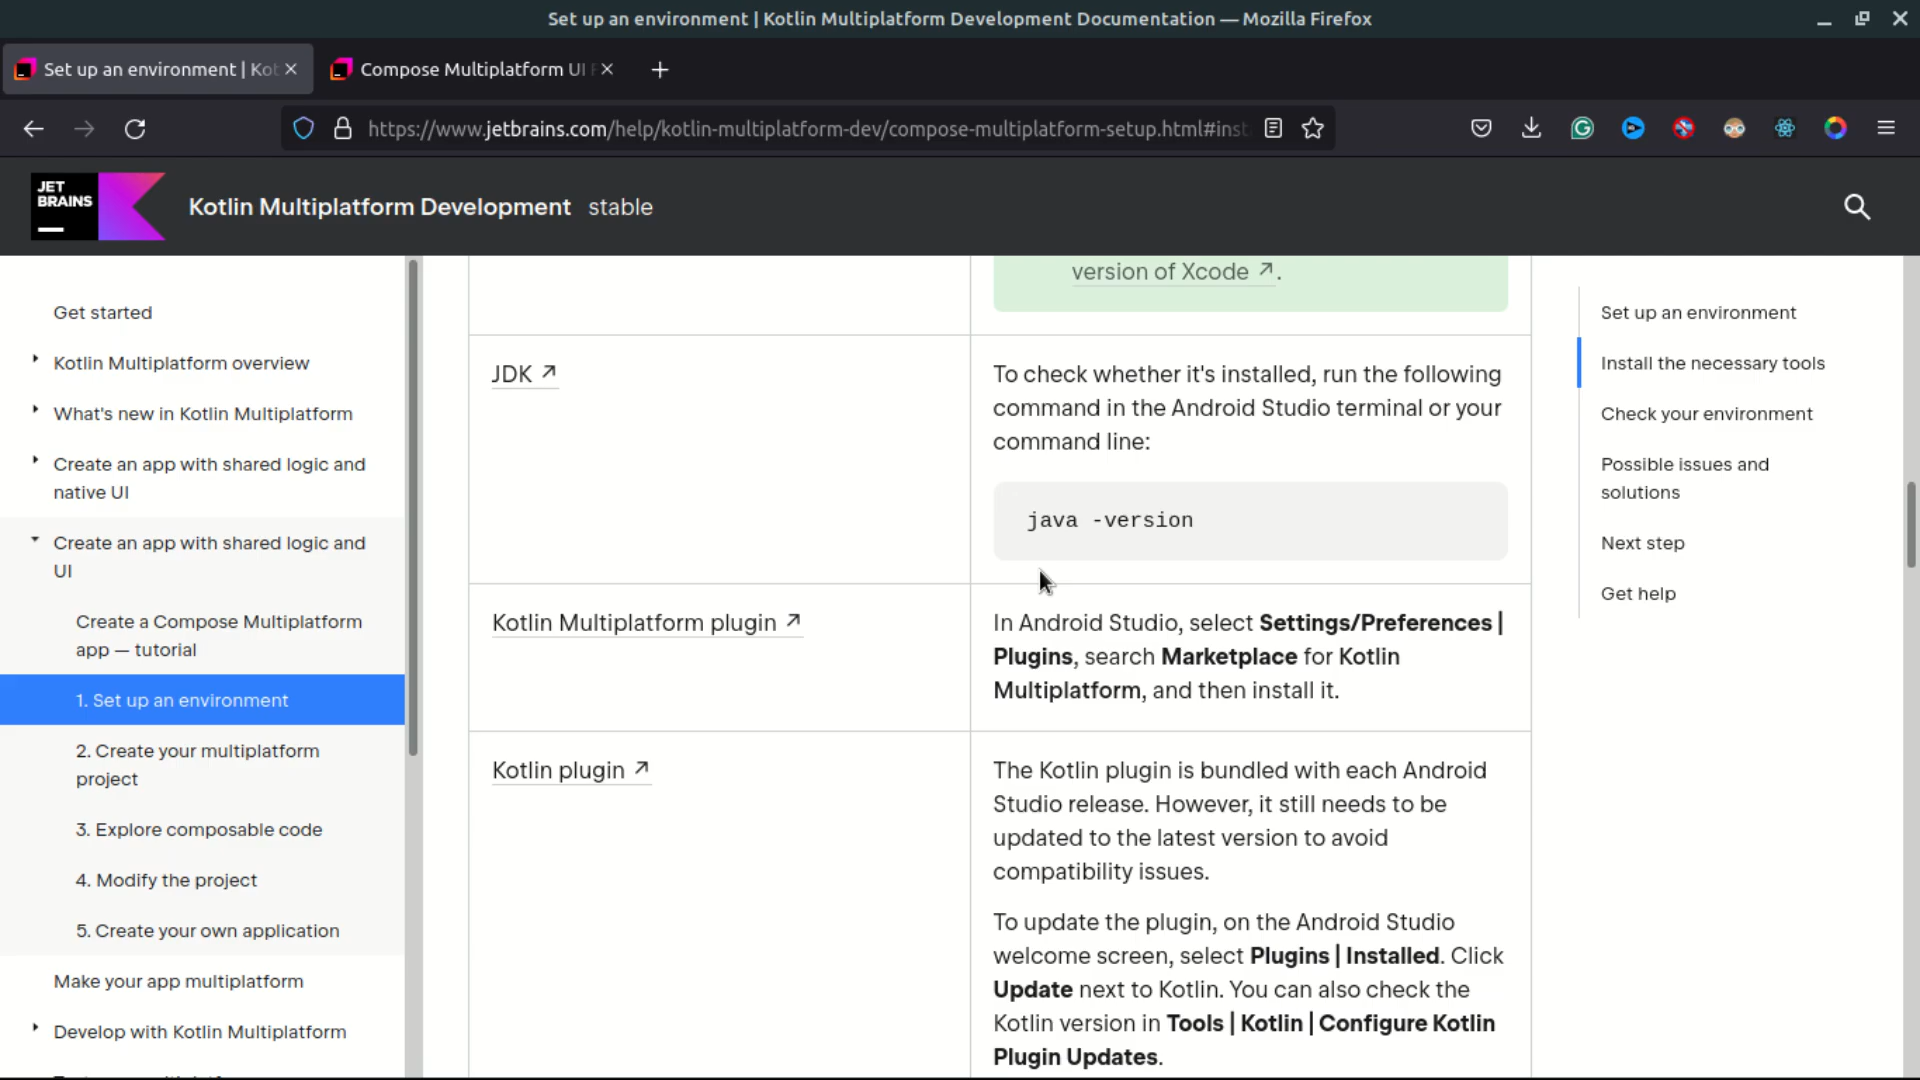 Set up an environment | Kotlin Multiplatform Development Documentation — Mozilla Firefox
Set up an environment | Kot
Compose Multiplatform UI F
https://www.jetbrains.com/help/kotlin-multiplatform-dev/compose-multiplatform-setup.html#inst
JET
BRAINS
Kotlin Multiplatform Development stable
Get started
Kotlin Multiplatform overview
What's new in Kotlin Multiplatform
Create an app with shared logic and
native UI
Create an app with shared logic and
UI
Create a Compose Multiplatform
app — tutorial
1. Set up an environment
2. Create your multiplatform
project
3. Explore composable code
4. Modify the project
5. Create your own application
Make your app multiplatform
Develop with Kotlin Multiplatform
version of Xcode ↗.
JDK ↗
To check whether it's installed, run the following
command in the Android Studio terminal or your
command line:
java -version
Kotlin Multiplatform plugin ↗
In Android Studio, select Settings/Preferences |
Plugins, search Marketplace for Kotlin
Multiplatform, and then install it.
Kotlin plugin ↗
The Kotlin plugin is bundled with each Android
Studio release. However, it still needs to be
updated to the latest version to avoid
compatibility issues.
To update the plugin, on the Android Studio
welcome screen, select Plugins | Installed. Click
Update next to Kotlin. You can also check the
Kotlin version in Tools | Kotlin | Configure Kotlin
Plugin Updates.
Set up an environment
Install the necessary tools
Check your environment
Possible issues and
solutions
Next step
Get help